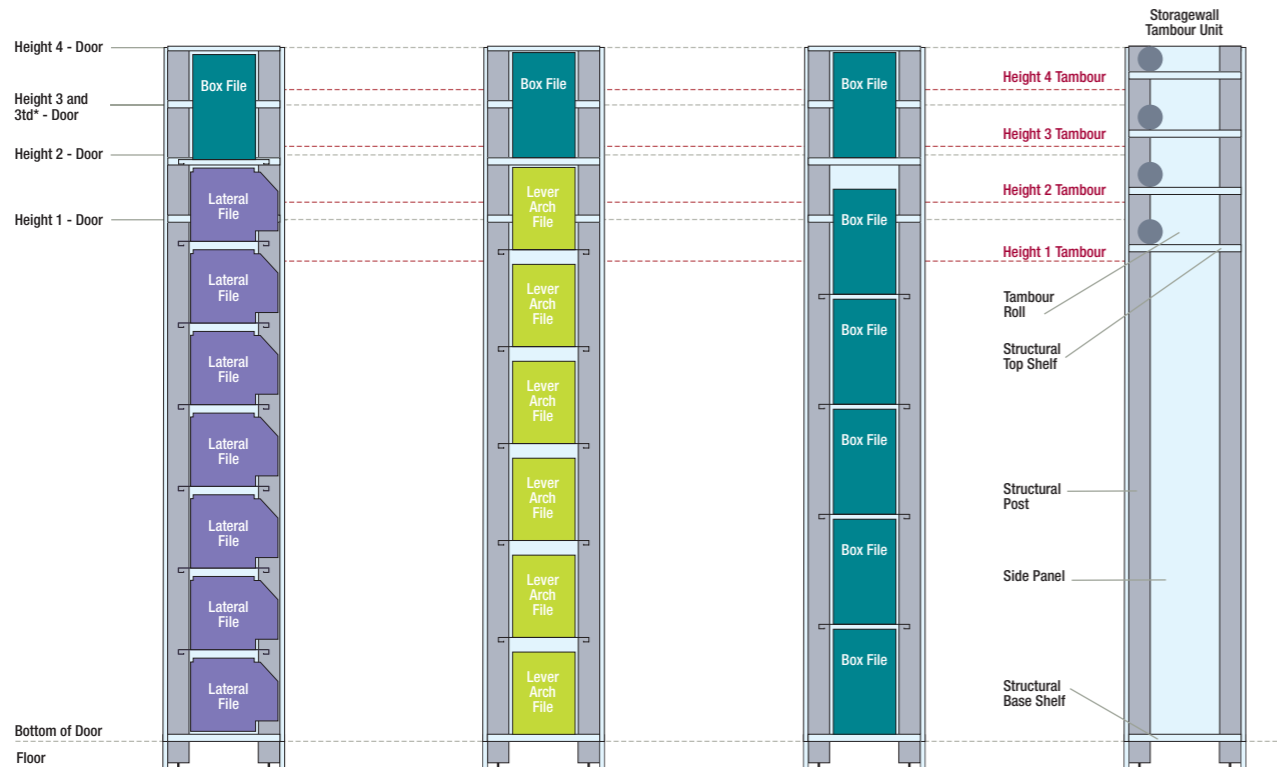 Storagewall
Tambour Unit
Height 4 - Door
Height 3 and
3td* - Door
Height 2 - Door
Height 1 - Door
Bottom of Door
Floor
Box File
Lateral
File
Lateral
File
Lateral
File
Lateral
File
Lateral
File
Lateral
File
Lateral
File
Box File
Lever
Arch
File
Lever
Arch
File
Lever
Arch
File
Lever
Arch
File
Lever
Arch
File
Lever
Arch
File
Box File
Box File
Box File
Box File
Box File
Box File
Height 4 Tambour
Height 3 Tambour
Height 2 Tambour
Height 1 Tambour
Tambour
Roll
Structural
Top Shelf
Structural
Post
Side Panel
Structural
Base Shelf